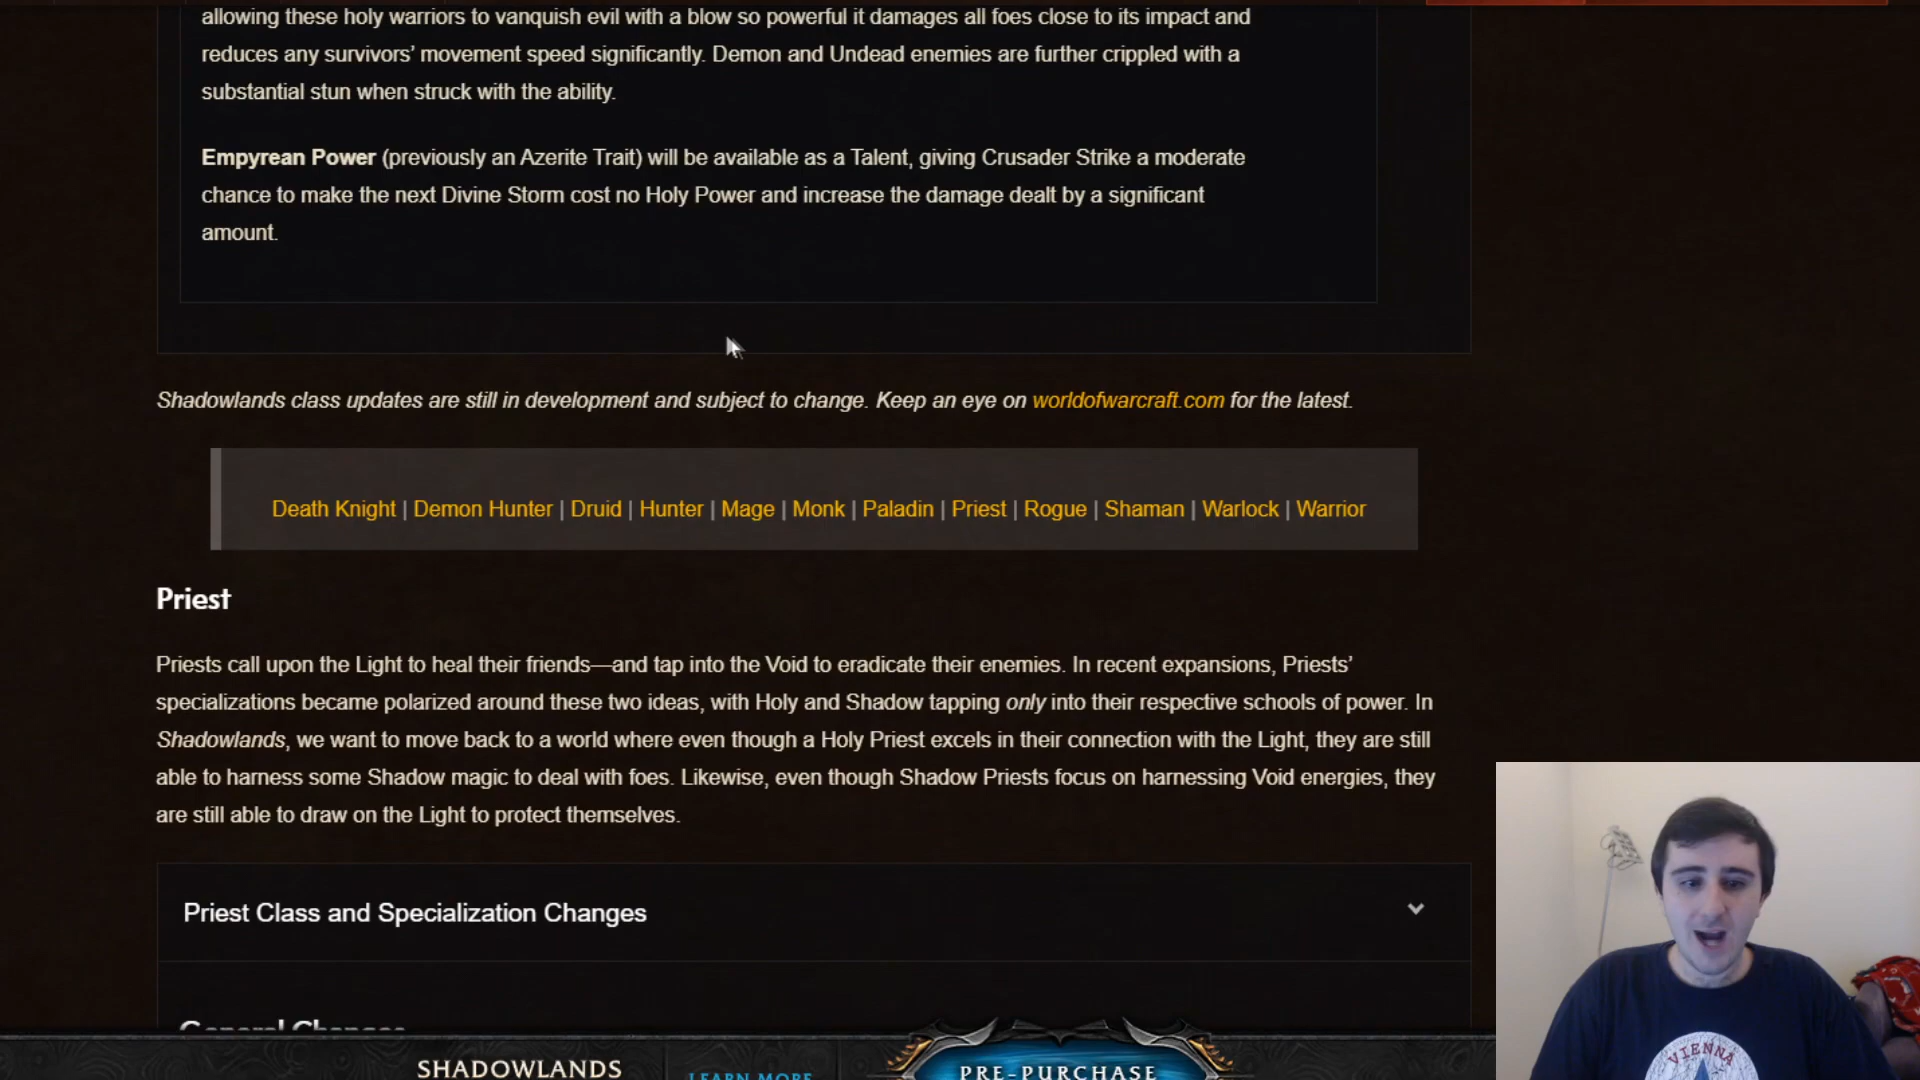 allowing these holy warriors to vanquish evil with a blow so powerful it damages all foes close to its impact and
reduces any survivors’ movement speed significantly. Demon and Undead enemies are further crippled with a
substantial stun when struck with the ability.
Empyrean Power (previously an Azerite Trait) will be available as a Talent, giving Crusader Strike a moderate
chance to make the next Divine Storm cost no Holy Power and increase the damage dealt by a significant
amount.
Shadowlands class updates are still in development and subject to change. Keep an eye on worldofwarcraft.com for the latest.
Death Knight | Demon Hunter | Druid | Hunter | Mage | Monk | Paladin | Priest | Rogue | Shaman | Warlock | Warrior
Priest
Priests call upon the Light to heal their friends—and tap into the Void to eradicate their enemies. In recent expansions, Priests’
specializations became polarized around these two ideas, with Holy and Shadow tapping only into their respective schools of power. In
Shadowlands, we want to move back to a world where even though a Holy Priest excels in their connection with the Light, they are still
able to harness some Shadow magic to deal with foes. Likewise, even though Shadow Priests focus on harnessing Void energies, they
are still able to draw on the Light to protect themselves.
Priest Class and Specialization Changes
General Changes
SHADOWLANDS
LEARN MORE
PRE-PURCHASE
VIENNA